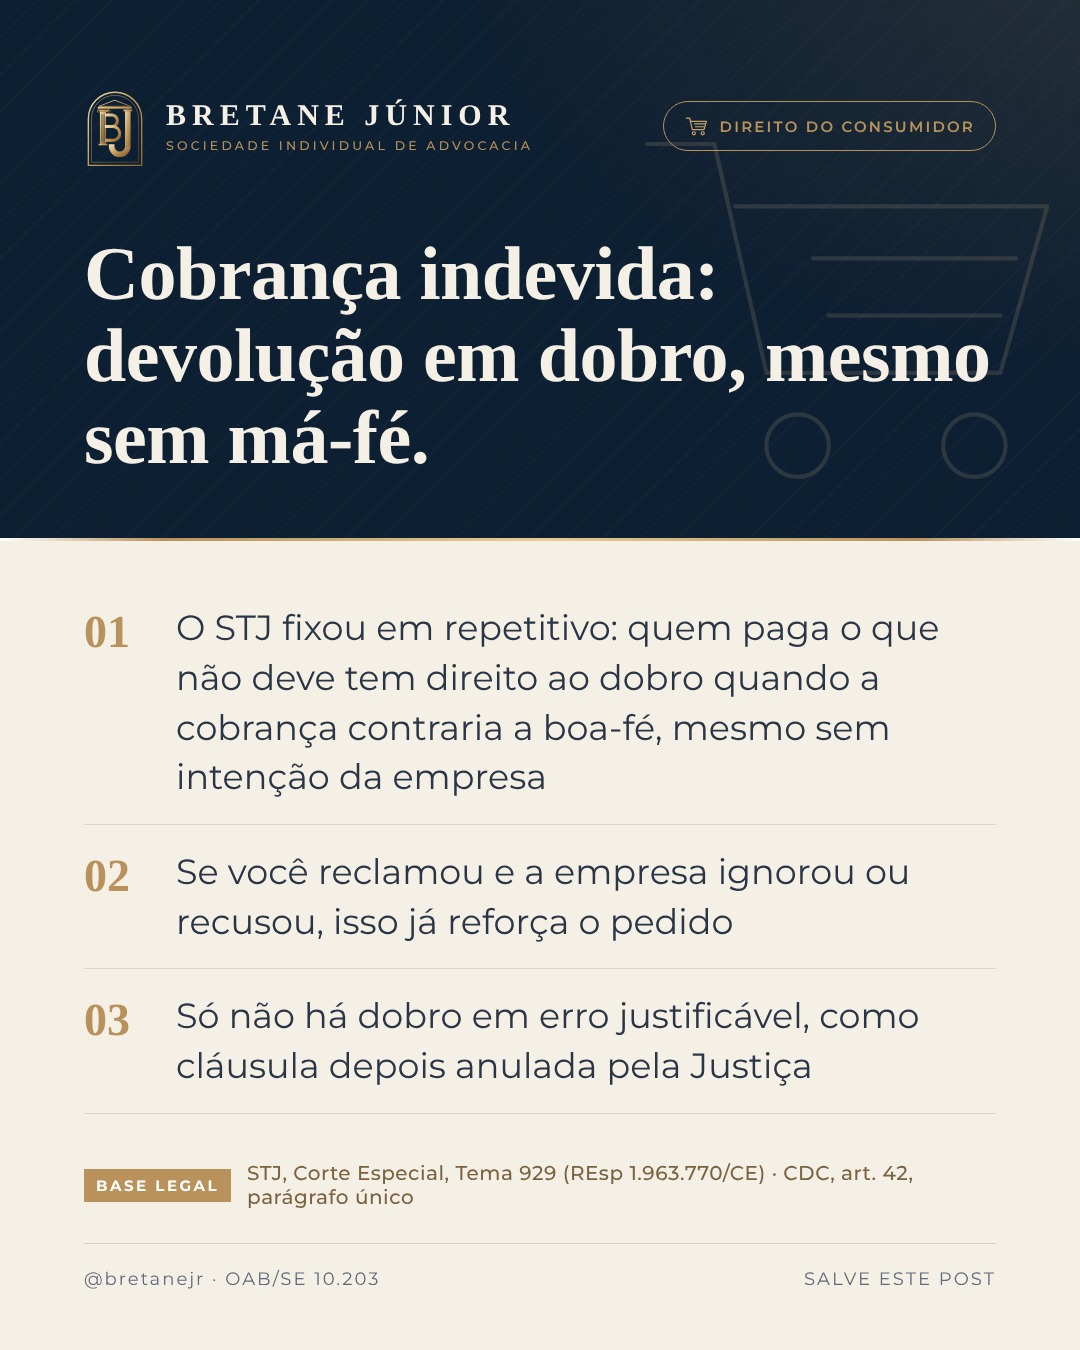 BJ
BRETANE JÚNIOR
SOCIEDADE INDIVIDUAL DE ADVOCACIA
DIREITO DO CONSUMIDOR
Cobrança indevida:
devolução em dobro, mesmo
sem má-fé.
01
O STJ fixou em repetitivo: quem paga o que
não deve tem direito ao dobro quando a
cobrança contraria a boa-fé, mesmo sem
intenção da empresa
02
Se você reclamou e a empresa ignorou ou
recusou, isso já reforça o pedido
03
Só não há dobro em erro justificável, como
cláusula depois anulada pela Justiça
BASE LEGAL
STJ, Corte Especial, Tema 929 (REsp 1.963.770/CE) · CDC, art. 42,
parágrafo único
@bretanejr · OAB/SE 10.203
SALVE ESTE POST